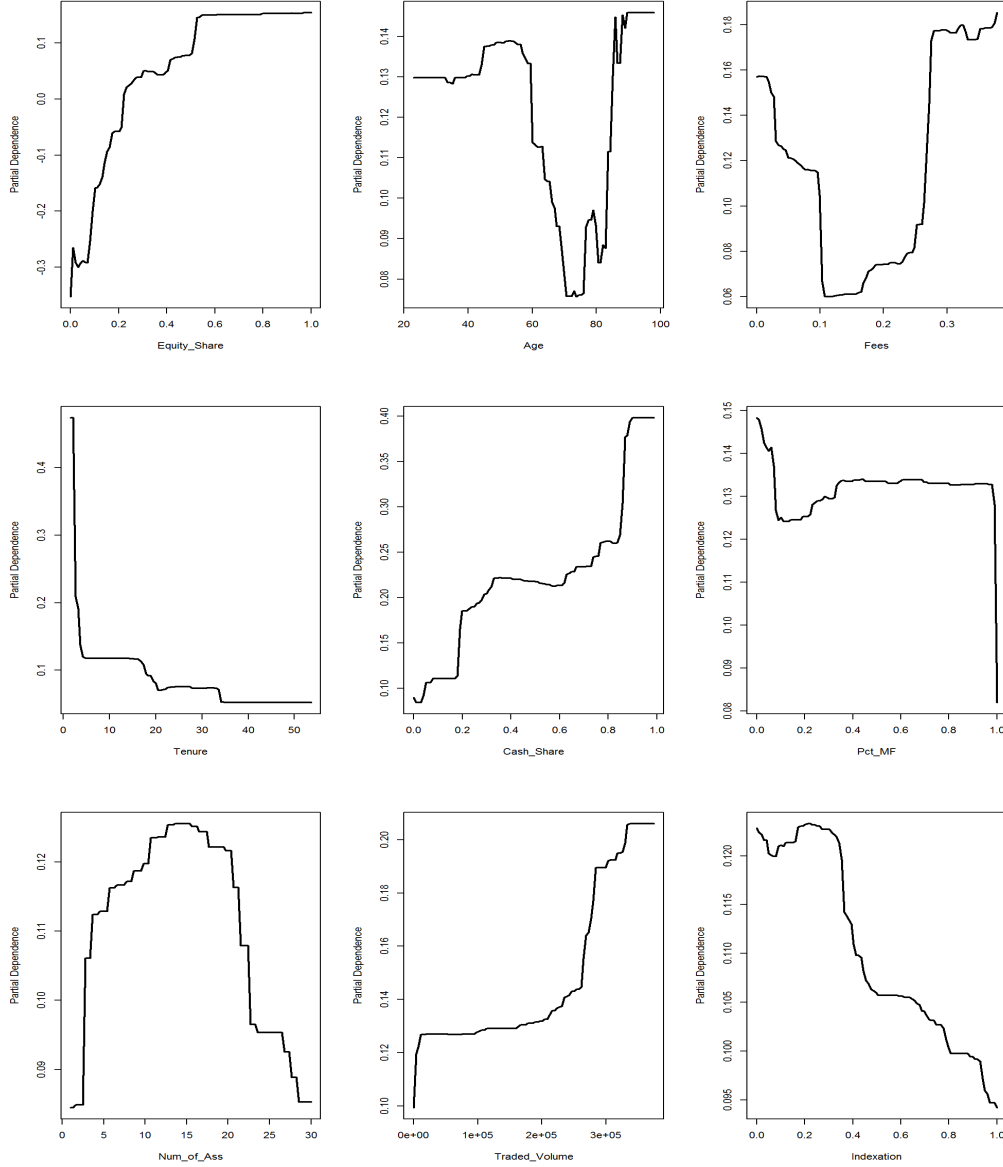 0.1
0.0
-0.1
-0.2
-0.3
Partial Dependence
0.0 0.2 0.4 0.6 0.8 1.0
Equity_Share
0.14
0.13
0.12
0.11
0.10
0.09
0.08
Partial Dependence
20 40 60 80 100
Age
0.18
0.16
0.14
0.12
0.10
0.08
0.06
Partial Dependence
0.0 0.1 0.2 0.3
Fees
0.4
0.3
0.2
0.1
Partial Dependence
0 10 20 30 40 50
Tenure
0.40
0.35
0.30
0.25
0.20
0.15
0.10
Partial Dependence
0.0 0.2 0.4 0.6 0.8 1.0
Cash_Share
0.15
0.14
0.13
0.12
0.11
0.10
0.09
0.08
Partial Dependence
0.0 0.2 0.4 0.6 0.8 1.0
Pct_MF
0.12
0.11
0.10
0.09
Partial Dependence
0 5 10 15 20 25 30
Num_of_Ass
0.20
0.18
0.16
0.14
0.12
0.10
Partial Dependence
0e+00 1e+05 2e+05 3e+05
Traded_Volume
0.120
0.115
0.110
0.105
0.100
0.095
Partial Dependence
0.0 0.2 0.4 0.6 0.8 1.0
Indexation